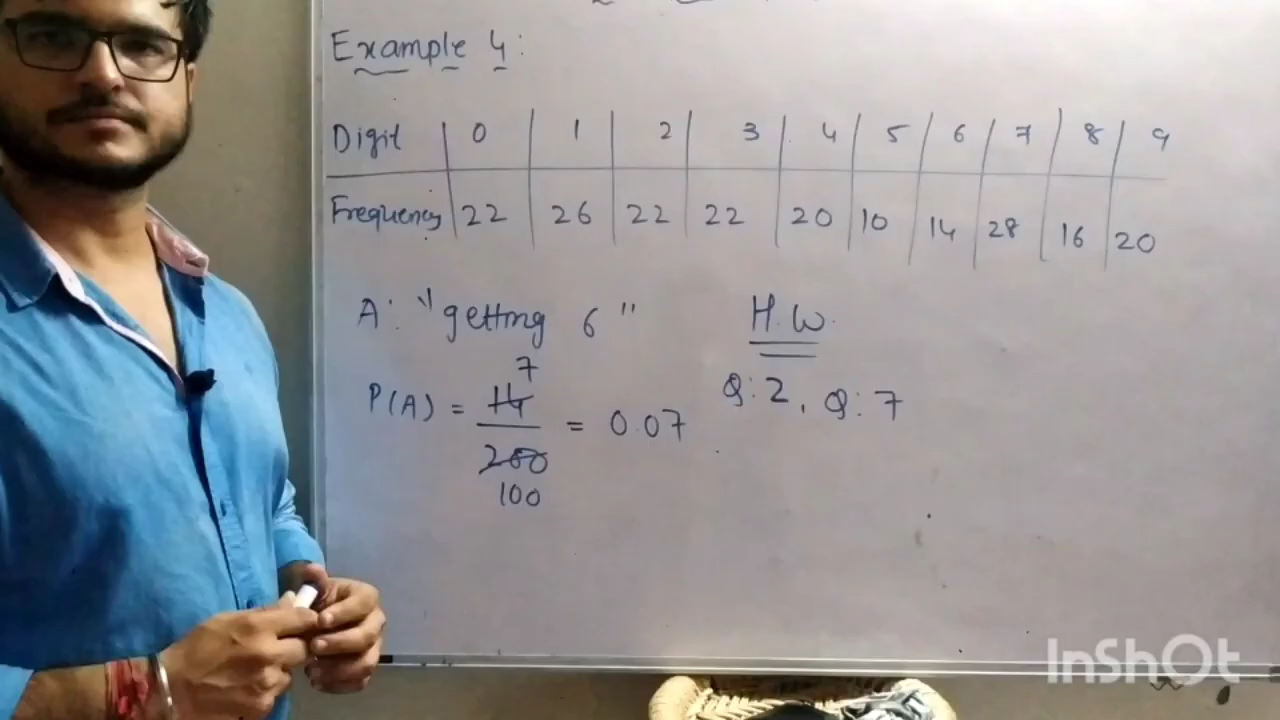 Example 4:
Digit 0 1 2 3 4 5 6 7 8 9
Frequency 22 26 22 22 20 10 14 28 16 20
A: "getting 6"
H.W.
7
P(A) = 14 / 200 = 0.07
Q:2, Q:7
100
InShOt